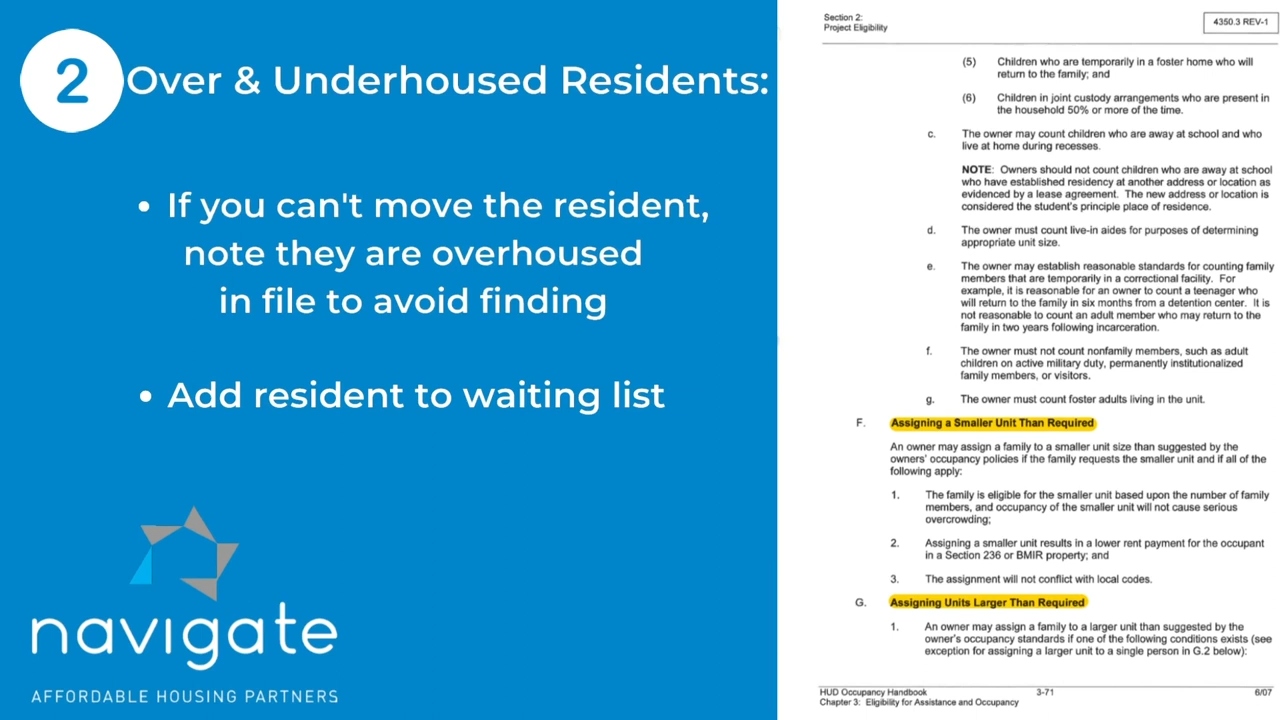 2
Over & Underhoused Residents:
• If you can't move the resident,
note they are overhoused
in file to avoid finding
• Add resident to waiting list
navigate
AFFORDABLE HOUSING PARTNERS
Section 2:
Project Eligibility
4350.3 REV-1
(5) Children who are temporarily in a foster home who will
return to the family; and
(6) Children in joint custody arrangements who are present in
the household 50% or more of the time.
c. The owner may count children who are away at school and who
live at home during recesses.
NOTE: Owners should not count children who are away at school
who have established residency at another address or location as
evidenced by a lease agreement. The new address or location is
considered the student's principle place of residence.
d. The owner must count live-in aides for purposes of determining
appropriate unit size.
e. The owner may establish reasonable standards for counting family
members that are temporarily in a correctional facility. For
example, it is reasonable for an owner to count a teenager who
will return to the family in six months from a detention center. It is
not reasonable to count an adult member who may return to the
family in two years following incarceration.
f. The owner must not count nonfamily members, such as adult
children on active military duty, permanently institutionalized
family members, or visitors.
g. The owner must count foster adults living in the unit.
F. Assigning a Smaller Unit Than Required
An owner may assign a family to a smaller unit size than suggested by the
owners' occupancy policies if the family requests the smaller unit and if all of the
following apply:
1. The family is eligible for the smaller unit based upon the number of family
members, and occupancy of the smaller unit will not cause serious
overcrowding;
2. Assigning a smaller unit results in a lower rent payment for the occupant
in a Section 236 or BMIR property; and
3. The assignment will not conflict with local codes.
G. Assigning Units Larger Than Required
1. An owner may assign a family to a larger unit than suggested by the
owner's occupancy standards if one of the following conditions exists (see
exception for assigning a larger unit to a single person in G.2 below):
HUD Occupancy Handbook 3-71 6/07
Chapter 3: Eligibility for Assistance and Occupancy